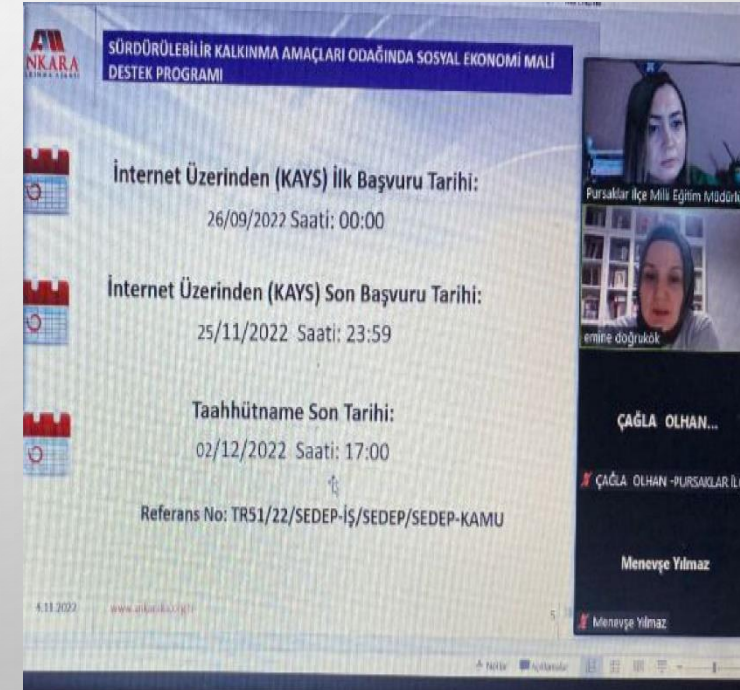 ANKARA
SÜRDÜRÜLEBİLİR KALKINMA AMAÇLARI ODAĞINDA SOSYAL EKONOMİ MALİ
DESTEK PROGRAMI
İnternet Üzerinden (KAYS) İlk Başvuru Tarihi:
26/09/2022 Saati: 00:00
İnternet Üzerinden (KAYS) Son Başvuru Tarihi:
25/11/2022 Saati: 23:59
Taahhütname Son Tarihi:
02/12/2022 Saati: 17:00
Referans No: TR51/22/SEDEP-İŞ/SEDEP/SEDEP-KAMU
4.11.2022
5
Pursaklar İlçe Milli Eğitim Müdürlü
emine doğrukök
ÇAĞLA OLHAN...
ÇAĞLA OLHAN -PURSAKLAR İL
Menevşe Yılmaz
Menevşe Yılmaz
Notlar